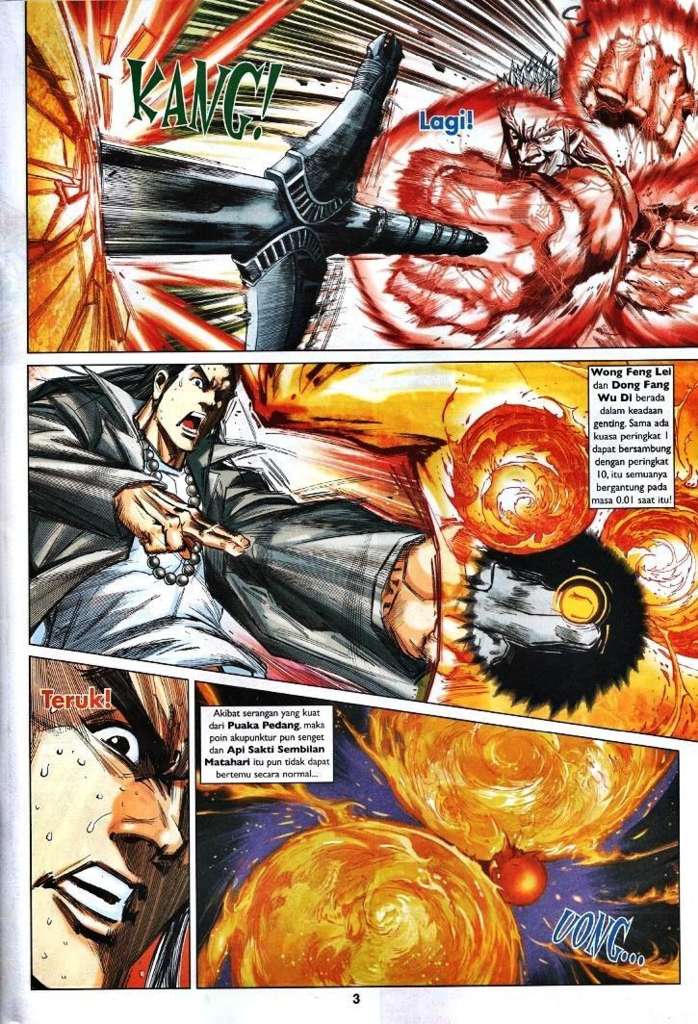 KANG!
Lagi!
Wong Feng Lei
dan Dong Fang
Wu Di berada
dalam keadaan
genting. Sama ada
kuasa peringkat 1
dapat bersambung
dengan peringkat
10, itu semuanya
bergantung pada
masa 0.01 saat itu!
Teruk!
Akibat serangan yang kuat
dari Puaka Pedang, maka
poin akupunktur pun senget
dan Api Sakti Sembilan
Matahari itu pun tidak dapat
bertemu secara normal...
UONG...
3